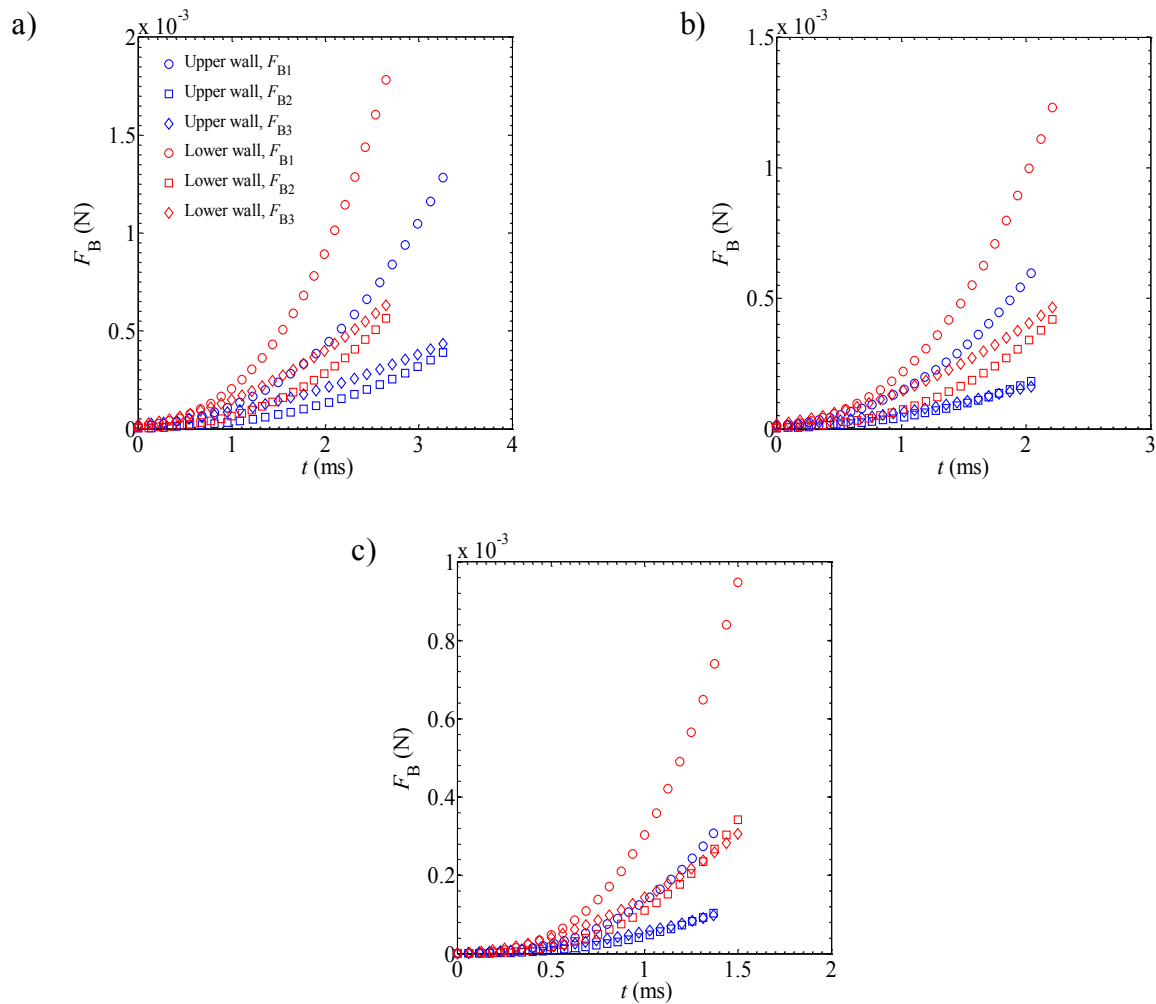 a)
x 10⁻³
2
1.5
1
0.5
0
F_B (N)
Upper wall, F_B1
Upper wall, F_B2
Upper wall, F_B3
Lower wall, F_B1
Lower wall, F_B2
Lower wall, F_B3
0 1 2 3 4
t (ms)
b)
x 10⁻³
1.5
1
0.5
0
F_B (N)
0 1 2 3
t (ms)
c)
x 10⁻³
1
0.8
0.6
0.4
0.2
0
F_B (N)
0 0.5 1 1.5 2
t (ms)